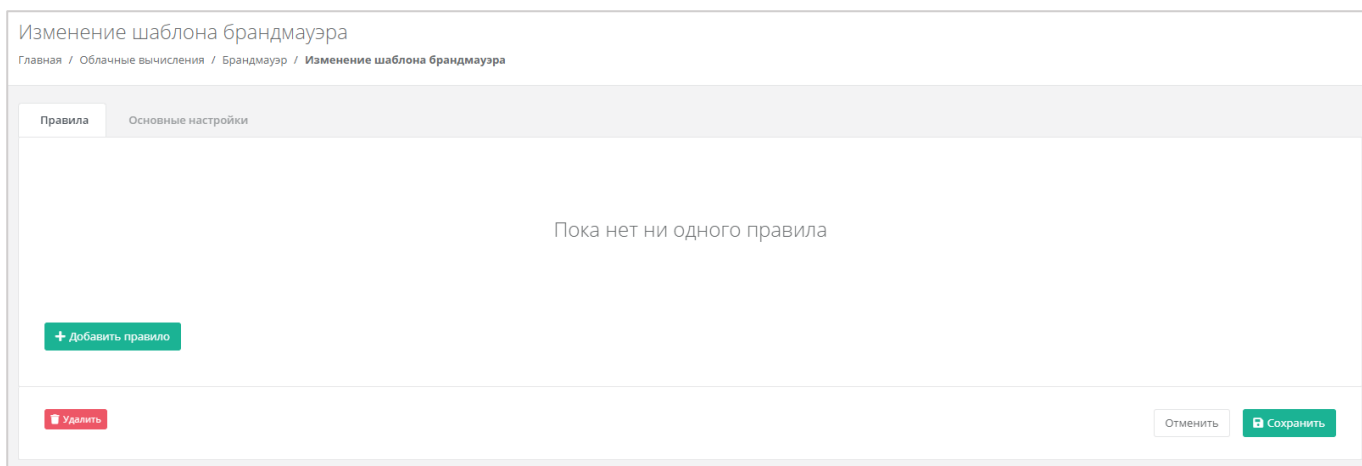 Изменение шаблона брандмауэра
Главная / Облачные вычисления / Брандмауэр / Изменение шаблона брандмауэра
Правила Основные настройки
Пока нет ни одного правила
Добавить правило
Удалить Отменить Сохранить